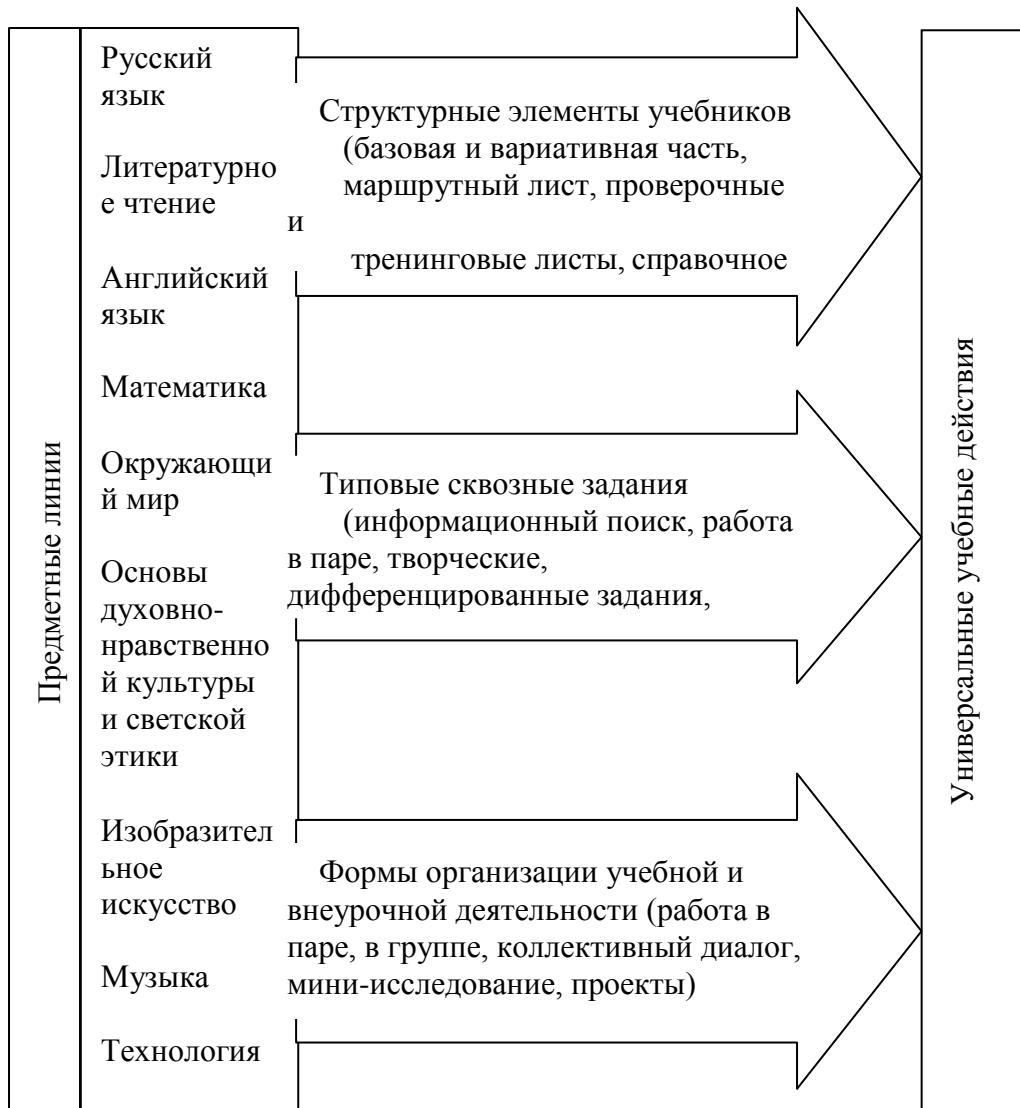 Предметные линии
Русский
язык
Литературно
е чтение
Английский
язык
Математика
Окружающи
й мир
Основы
духовно-
нравственно
й культуры
и светской
этики
Изобразител
ьное
искусство
Музыка
Технология
Структурные элементы учебников
(базовая и вариативная часть,
маршрутный лист, проверочные
и
тренинговые листы, справочное
Типовые сквозные задания
(информационный поиск, работа
в паре, творческие,
дифференцированные задания,
Формы организации учебной и
внеурочной деятельности (работа в
паре, в группе, коллективный диалог,
мини-исследование, проекты)
Универсальные учебные действия